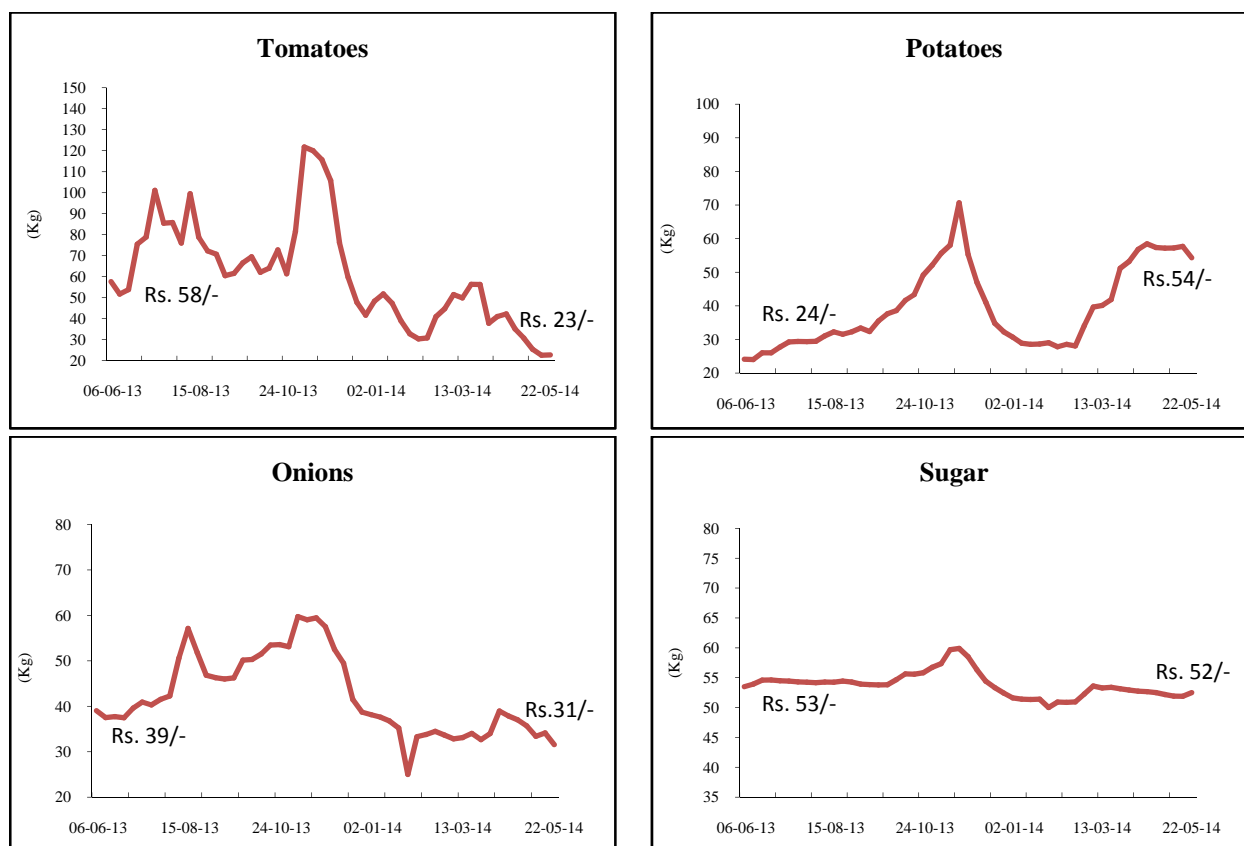 Tomatoes
150
140
130
120
110
100
90
80
70
60
50
40
30
20
(Kg)
Rs. 58/-
Rs. 23/-
06-06-13 15-08-13 24-10-13 02-01-14 13-03-14 22-05-14
Potatoes
100
90
80
70
60
50
40
30
20
(Kg)
Rs. 24/-
Rs.54/-
06-06-13 15-08-13 24-10-13 02-01-14 13-03-14 22-05-14
Onions
80
70
60
50
40
30
20
(Kg)
Rs. 39/-
Rs.31/-
06-06-13 15-08-13 24-10-13 02-01-14 13-03-14 22-05-14
Sugar
80
75
70
65
60
55
50
45
40
35
(Kg)
Rs. 53/-
Rs. 52/-
06-06-13 15-08-13 24-10-13 02-01-14 13-03-14 22-05-14